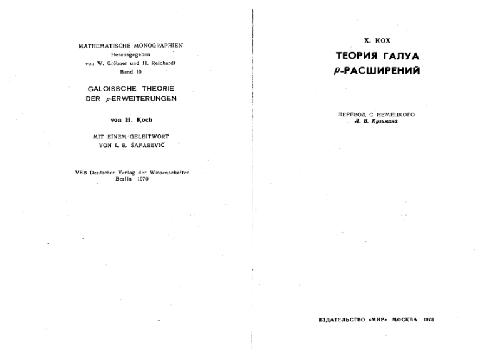 MATHEMATISCHE MONOGRAPHIEN
Herausgegeben
von W. Gröbner und H. Reichardt
Band 10
GALOISSCHE THEORIE
DER p-ERWEITERUNGEN
von H. Koch
MIT EINEM GELEITWORT
VON I. R. ŠAFAREVIČ
VEB Deutscher Verlag der Wissenschaften
Berlin 1970
Х. КОХ
ТЕОРИЯ ГАЛУА
p-РАСШИРЕНИЙ
ПЕРЕВОД С НЕМЕЦКОГО
ИЗДАТЕЛЬСТВО «МИР» МОСКВА 1973